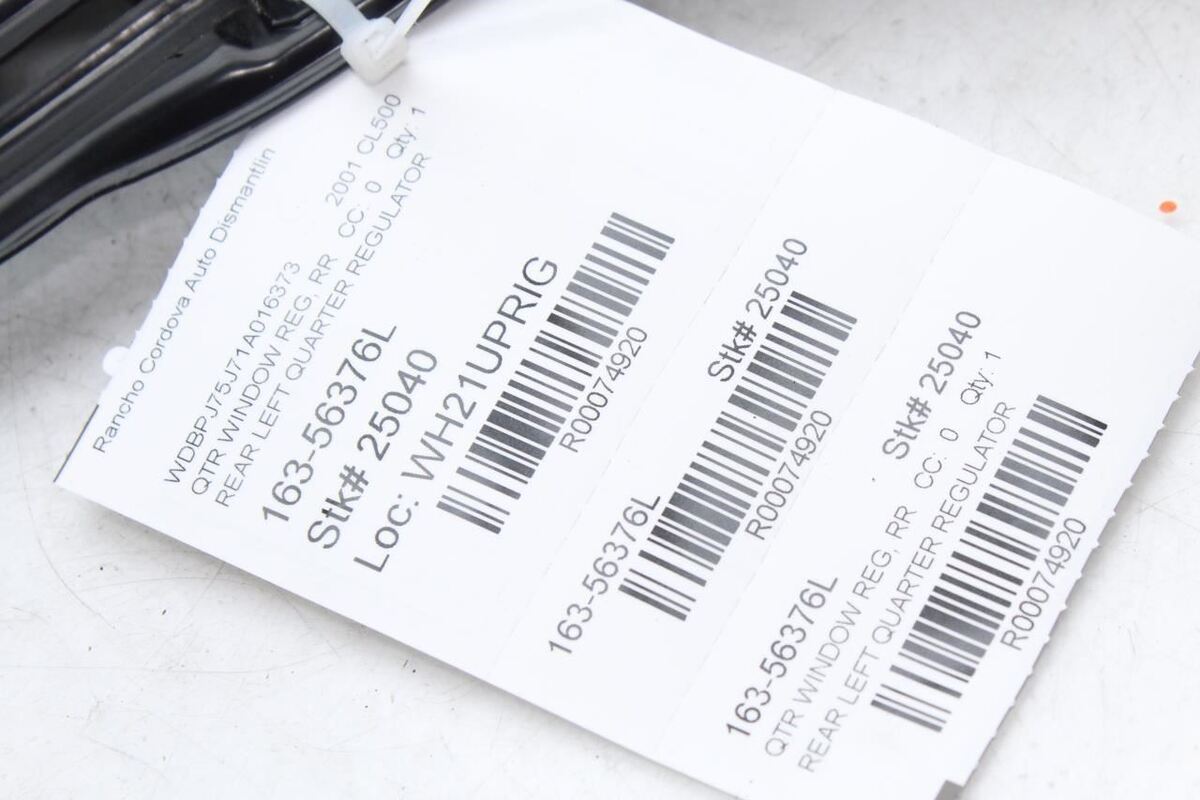 Rancho Cordova Auto Dismantlin
WDBPJ75J71A016373 2001 CL500
QTR WINDOW REG, RR CC: 0 Qty: 1
REAR LEFT QUARTER REGULATOR
163-56376L
Stk# 25040
Loc: WH21UPRIG
R00074920
163-56376L Stk# 25040
R00074920
163-56376L Stk# 25040
QTR WINDOW REG, RR CC: 0 Qty: 1
REAR LEFT QUARTER REGULATOR
R00074920